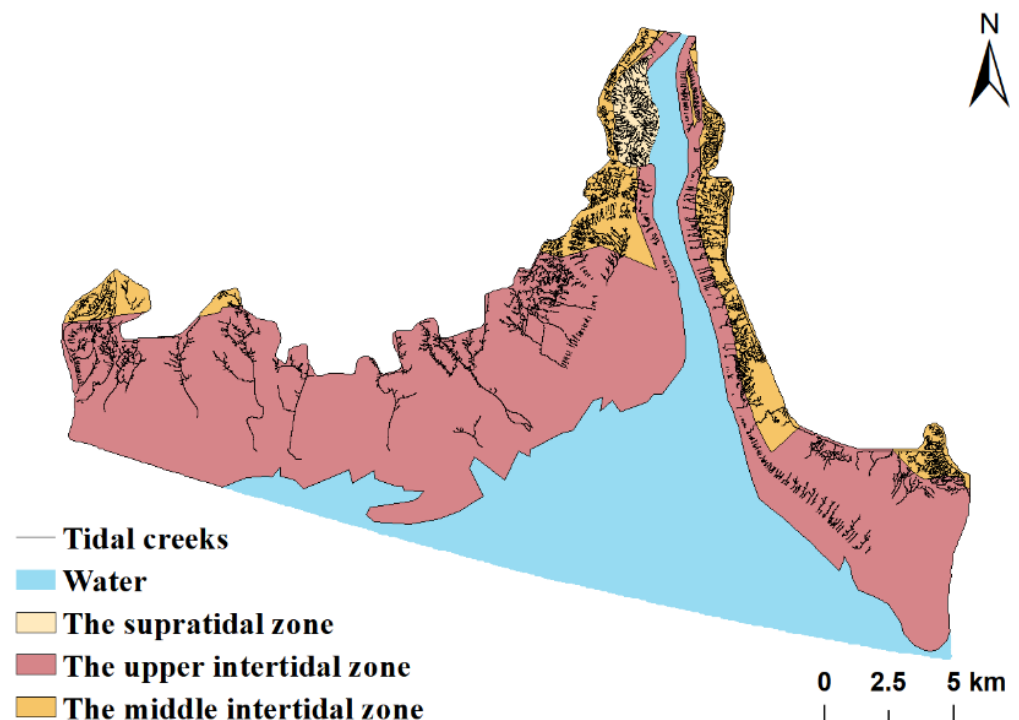 N
Tidal creeks
Water
The supratidal zone
The upper intertidal zone
The middle intertidal zone
0 2.5 5 km